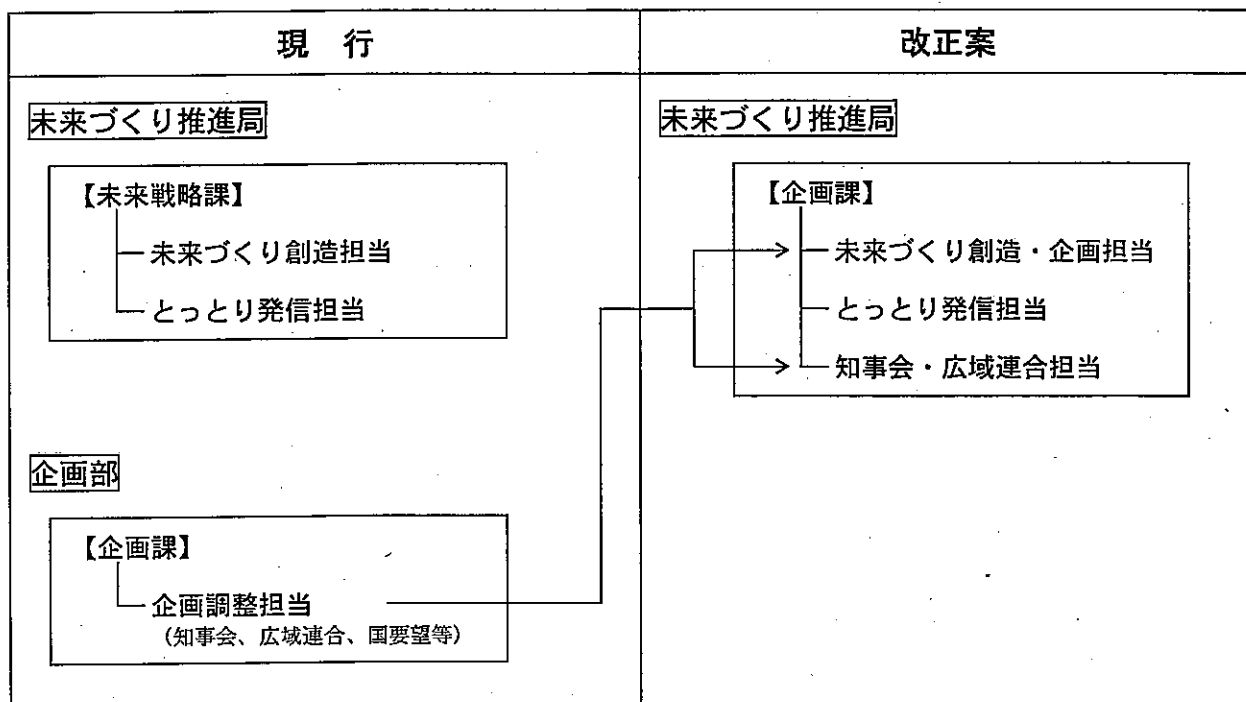 現　行
改正案
未来づくり推進局
【未来戦略課】
未来づくり創造担当
とっとり発信担当
企画部
【企画課】
企画調整担当
（知事会、広域連合、国要望等）
未来づくり推進局
【企画課】
未来づくり創造・企画担当
とっとり発信担当
知事会・広域連合担当